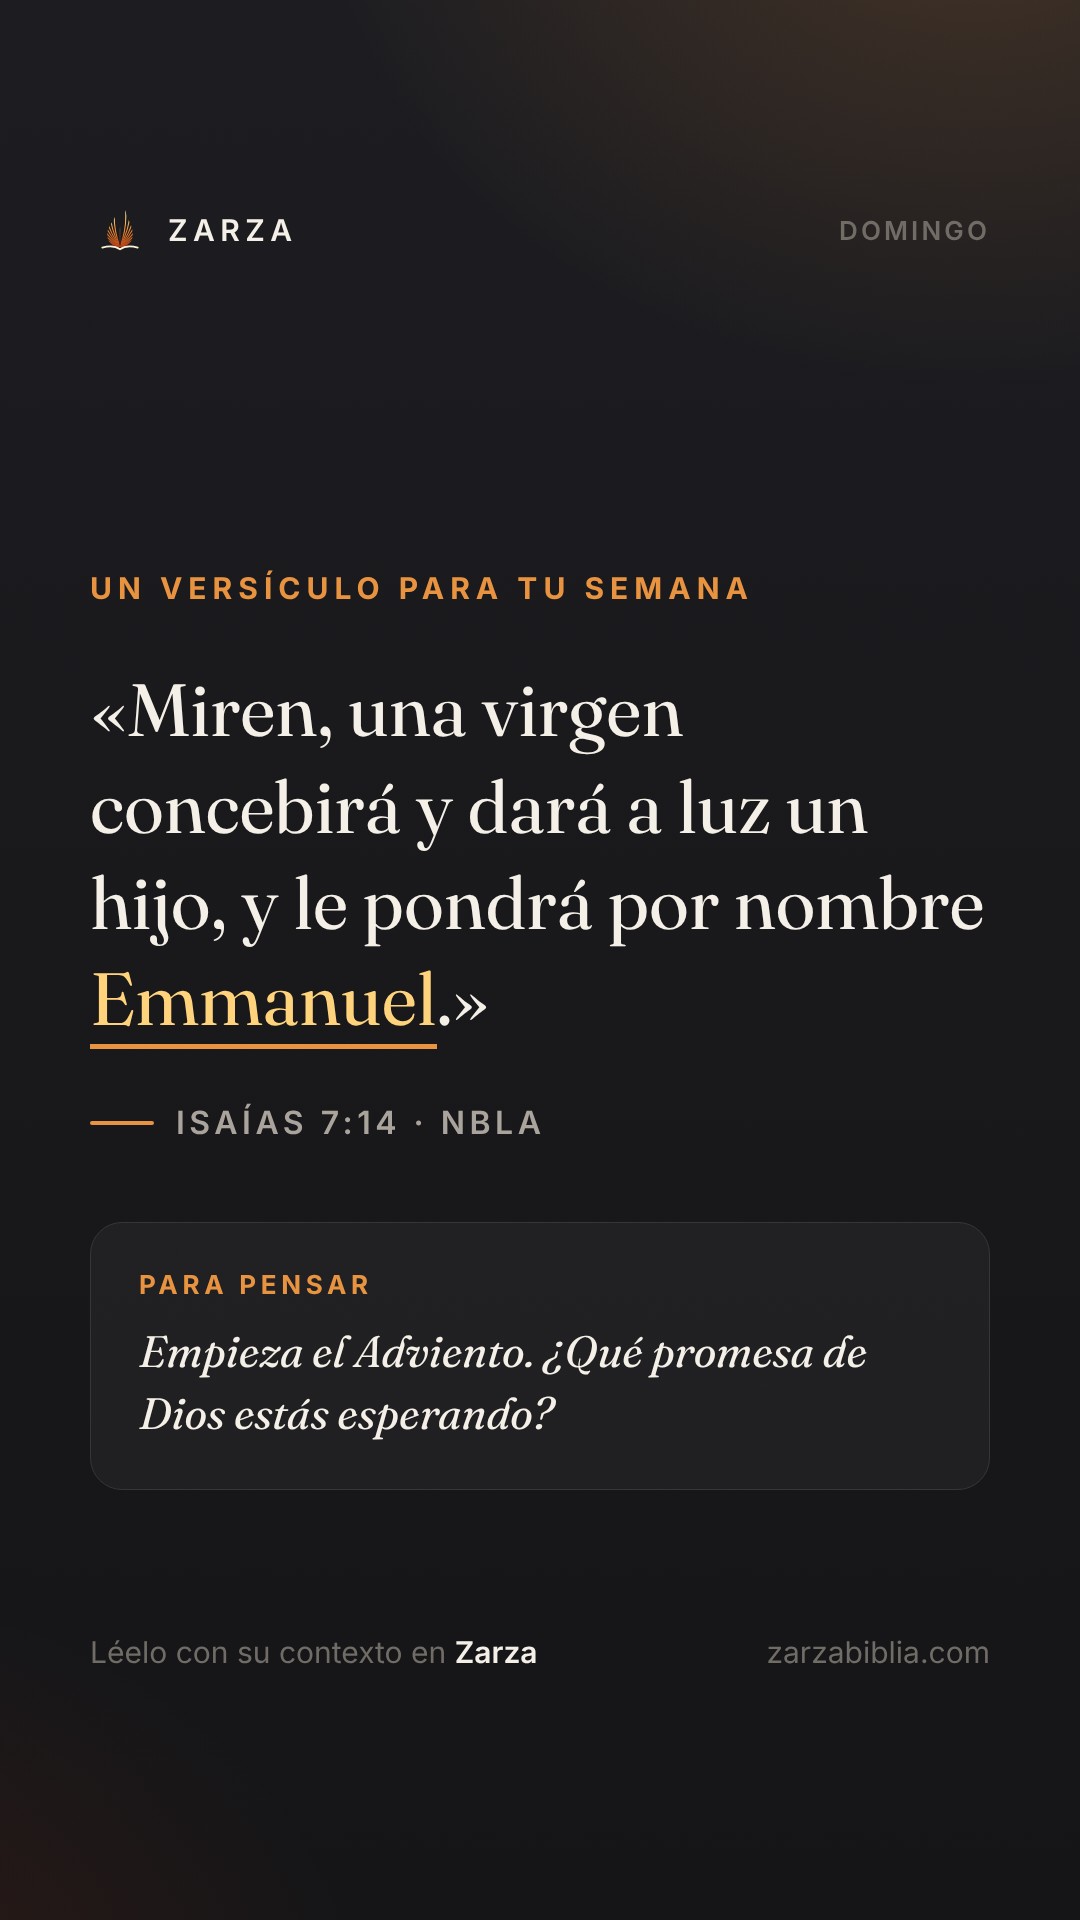 ZARZA
DOMINGO
UN VERSÍCULO PARA TU SEMANA
«Miren, una virgen
concebirá y dará a luz un
hijo, y le pondrá por nombre
Emmanuel.»
— ISAÍAS 7:14 · NBLA
PARA PENSAR
Empieza el Adviento. ¿Qué promesa de
Dios estás esperando?
Léelo con su contexto en Zarza
zarzabiblia.com